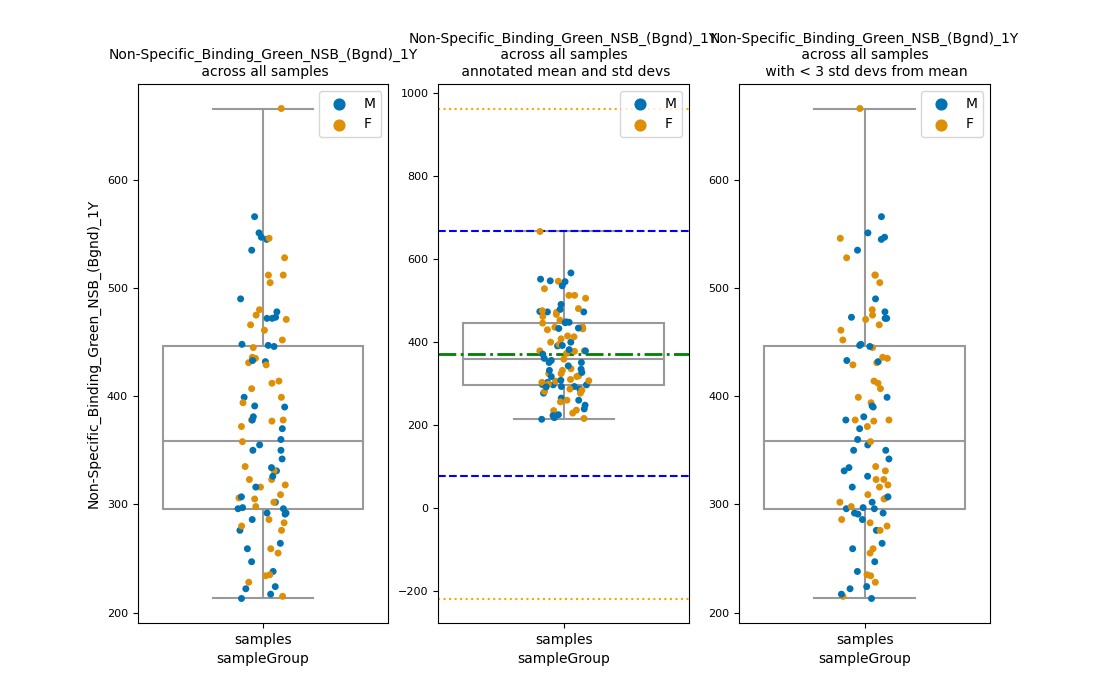 Non-Specific_Binding_Green_NSB_(Bgnd)_1Y
across all samples
Non-Specific_Binding_Green_NSB_(Bgnd)_1Y
across all samples
annotated mean and std devs
Non-Specific_Binding_Green_NSB_(Bgnd)_1Y
across all samples
with < 3 std devs from mean
Non-Specific_Binding_Green_NSB_(Bgnd)_1Y
600
500
400
300
200
M
F
samples
sampleGroup
1000
800
600
400
200
0
−200
M
F
samples
sampleGroup
600
500
400
300
200
M
F
samples
sampleGroup